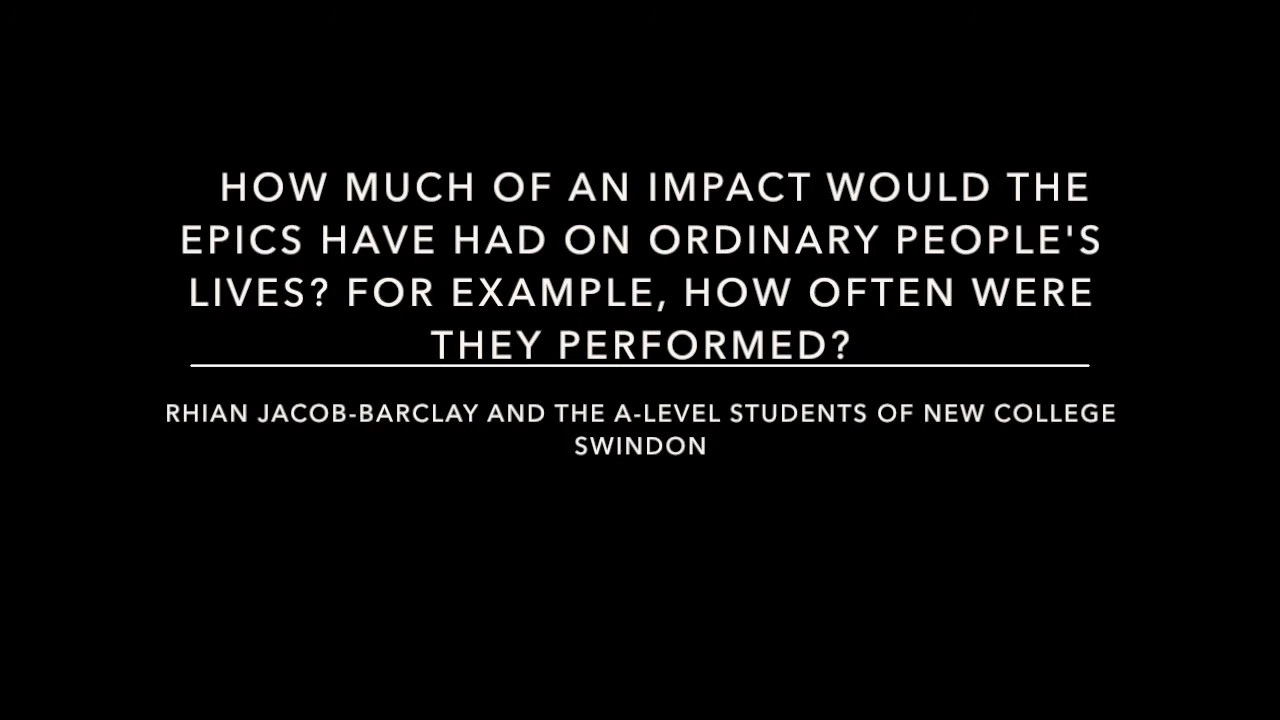 HOW MUCH OF AN IMPACT WOULD THE
EPICS HAVE HAD ON ORDINARY PEOPLE'S
LIVES? FOR EXAMPLE, HOW OFTEN WERE
THEY PERFORMED?
RHIAN JACOB-BARCLAY AND THE A-LEVEL STUDENTS OF NEW COLLEGE
SWINDON